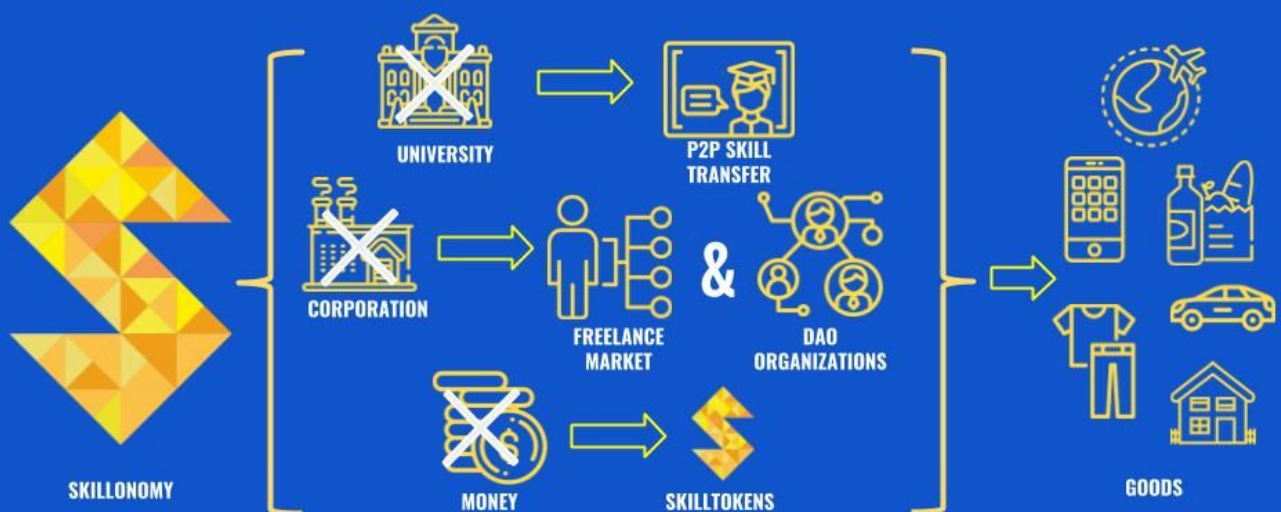 UNIVERSITY
P2P SKILL
TRANSFER
CORPORATION
&
FREELANCE
MARKET
DAO
ORGANIZATIONS
$
SKILLONOMY
MONEY
SKILLTOKENS
GOODS